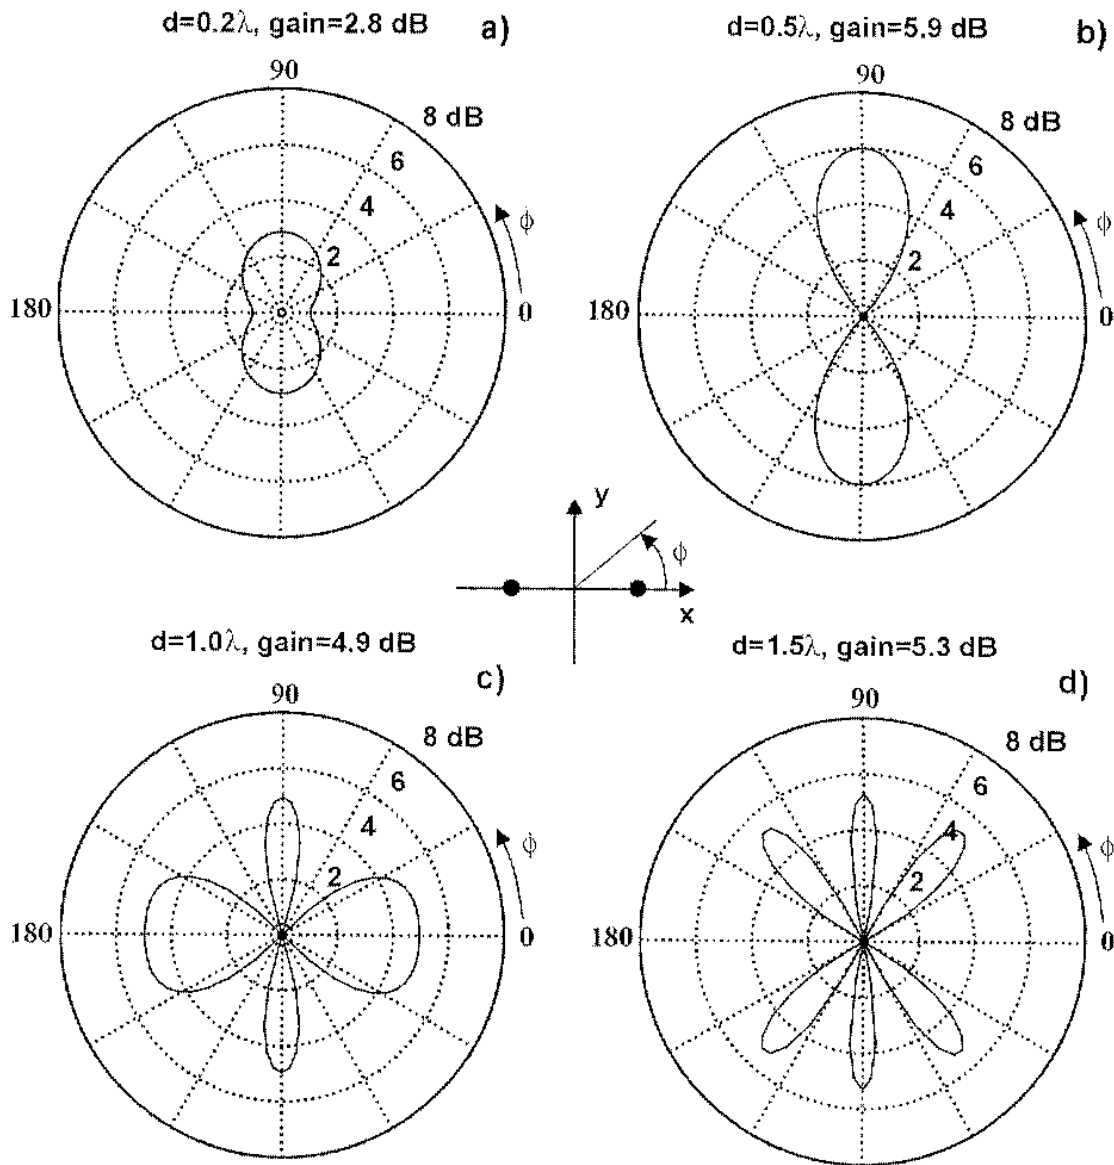 d=0.2λ, gain=2.8 dB
a)
90
8 dB
6
4
2
ϕ
180
0
d=0.5λ, gain=5.9 dB
b)
90
8 dB
6
4
2
ϕ
180
0
y
ϕ
x
d=1.0λ, gain=4.9 dB
c)
90
8 dB
6
4
2
ϕ
180
0
d=1.5λ, gain=5.3 dB
d)
90
8 dB
6
4
2
ϕ
180
0